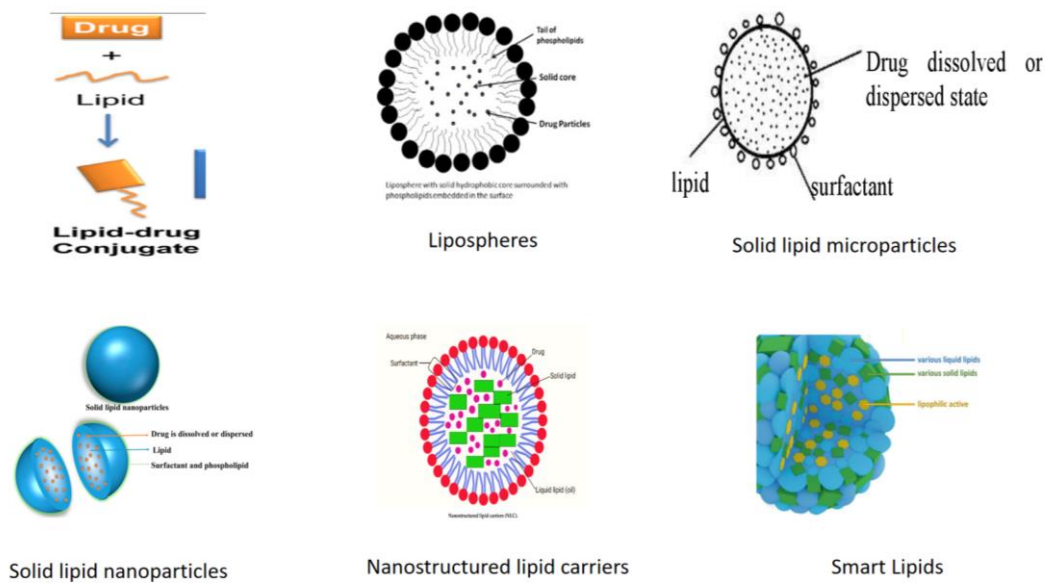 Drug
+
Lipid
Lipid-drug
Conjugate
Tail of
phospholipids
Solid core
Drug Particles
Liposphere with solid hydrophobic core surrounded with
phospholipids embedded in the surface
Lipospheres
Drug dissolved or
dispersed state
lipid
surfactant
Solid lipid microparticles
Solid lipid nanoparticles
Drug is dissolved or dispersed
Lipid
Surfactant and phospholipid
Solid lipid nanoparticles
Aqueous phase
Surfactant
Drug
Solid lipid
Liquid lipid (oil)
Nanostructured lipid carriers (NLC).
Nanostructured lipid carriers
various liquid lipids
various solid lipids
lipophilic active
Smart Lipids